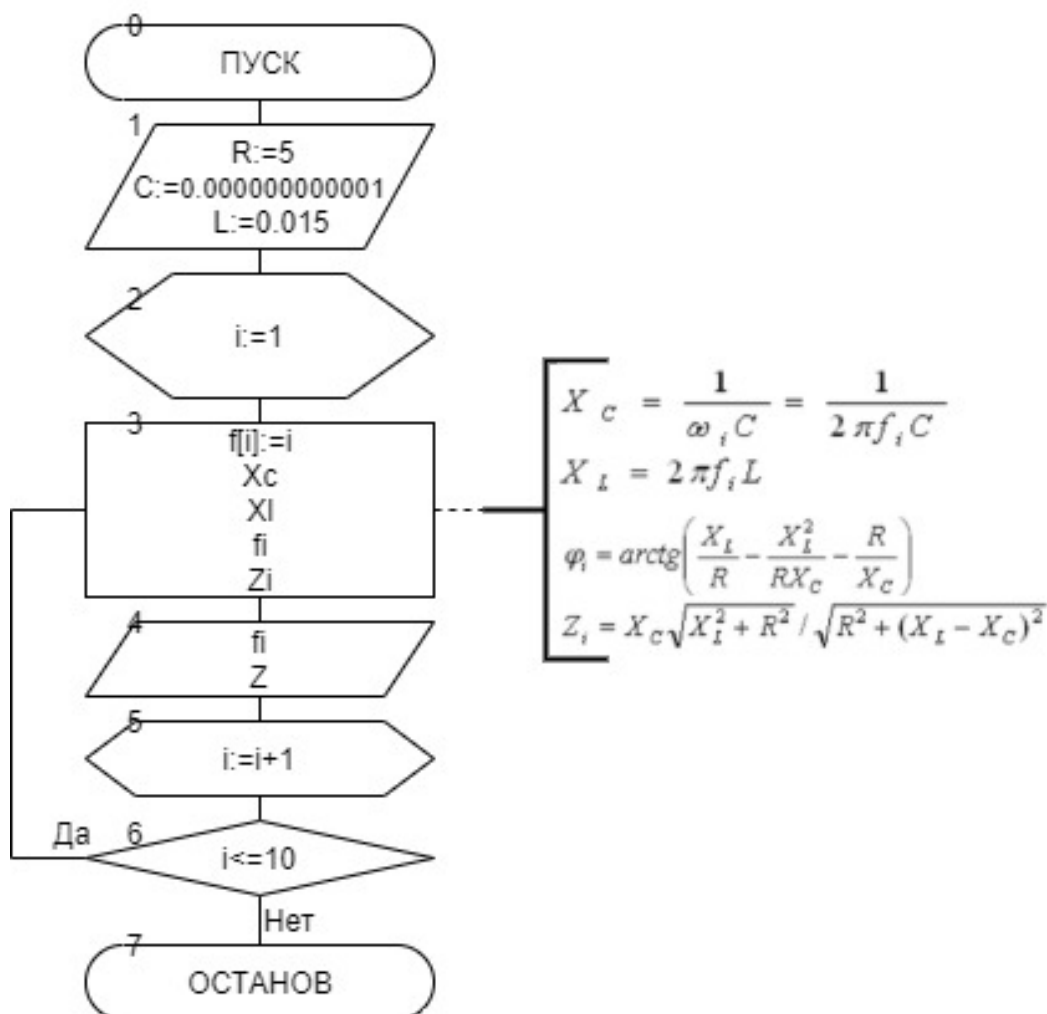 0
ПУСК
1
R:=5
C:=0.000000000001
L:=0.015
2
i:=1
3
f[i]:=i
Xc
Xl
fi
Zi
4
fi
Z
5
i:=i+1
6
Да
i<=10
Нет
7
ОСТАНОВ
X_C = 1/(ω_i C) = 1/(2πf_i C)
X_L = 2πf_i L
φ_i = arctg(X_L/R − X_L²/(RX_C) − R/X_C)
Z_i = X_C√(X_L² + R²) / √(R² + (X_L − X_C)²)